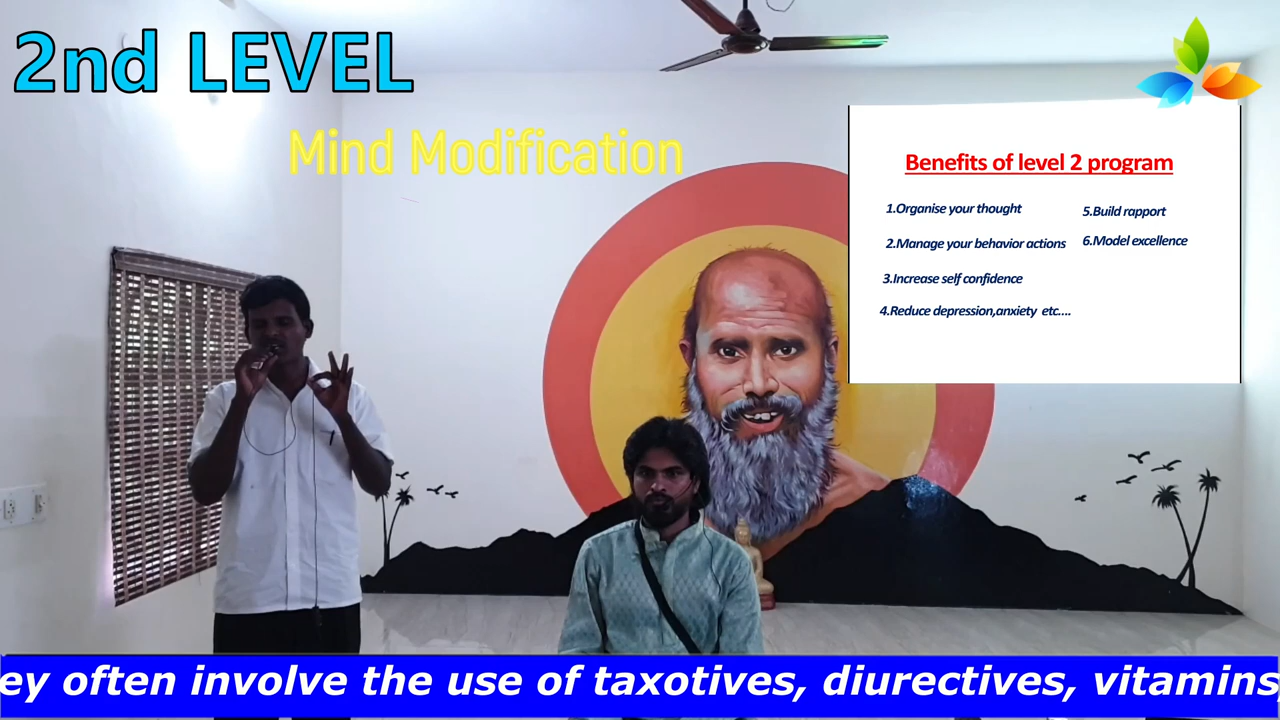 2nd LEVEL
Mind Modification
Benefits of level 2 program
1.Organise your thought
2.Manage your behavior actions
3.Increase self confidence
4.Reduce depression,anxiety etc....
5.Build rapport
6.Model excellence
ey often involve the use of taxotives, diurectives, vitamins,